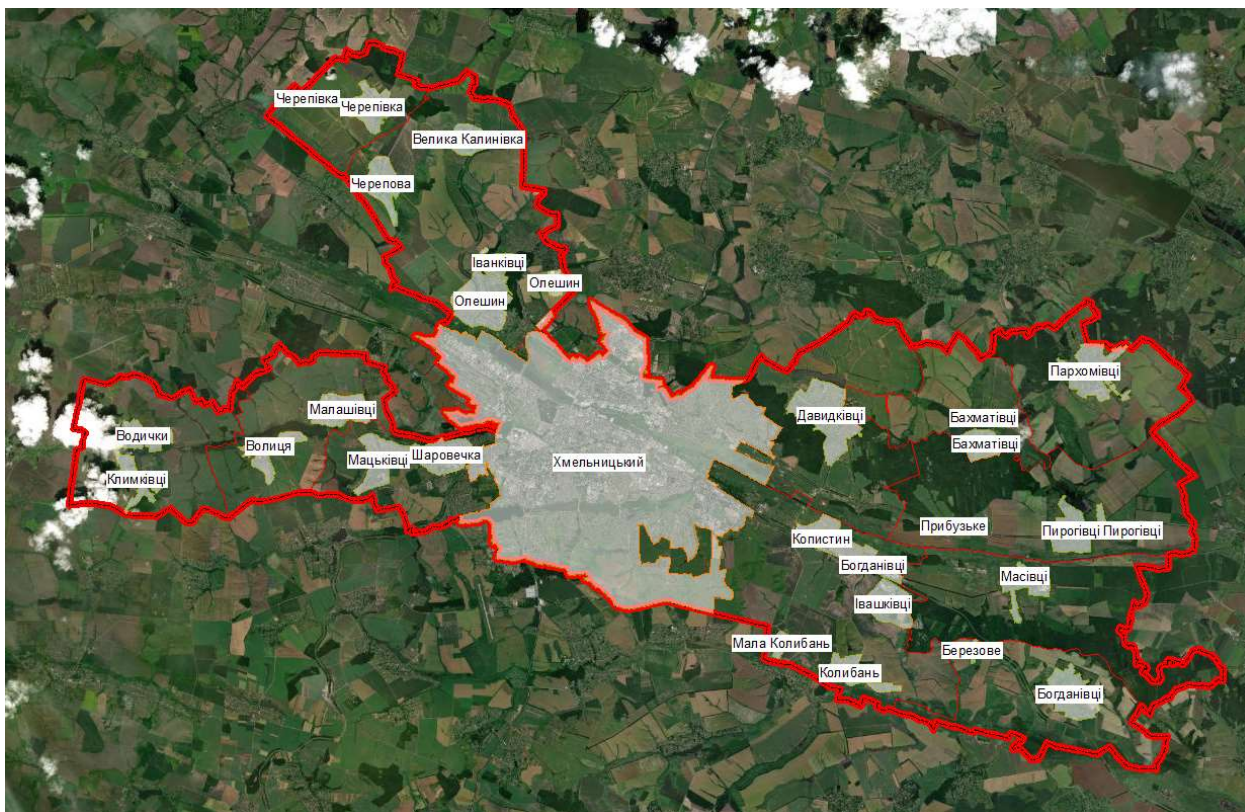 Черепівка
Черепівка
Велика Калинівка
Черепова
Іванківці
Олешин
Олешин
Пархомівці
Малашівці
Давидківці
Бахматівці
Водички
Волиця
Бахматівці
Шаровечка
Мацьківці
Хмельницький
Климківці
Прибузьке
Пирогівці Пирогівці
Копистин
Богданівці
Масівці
Івашківці
Мала Колибань
Березове
Колибань
Богданівці